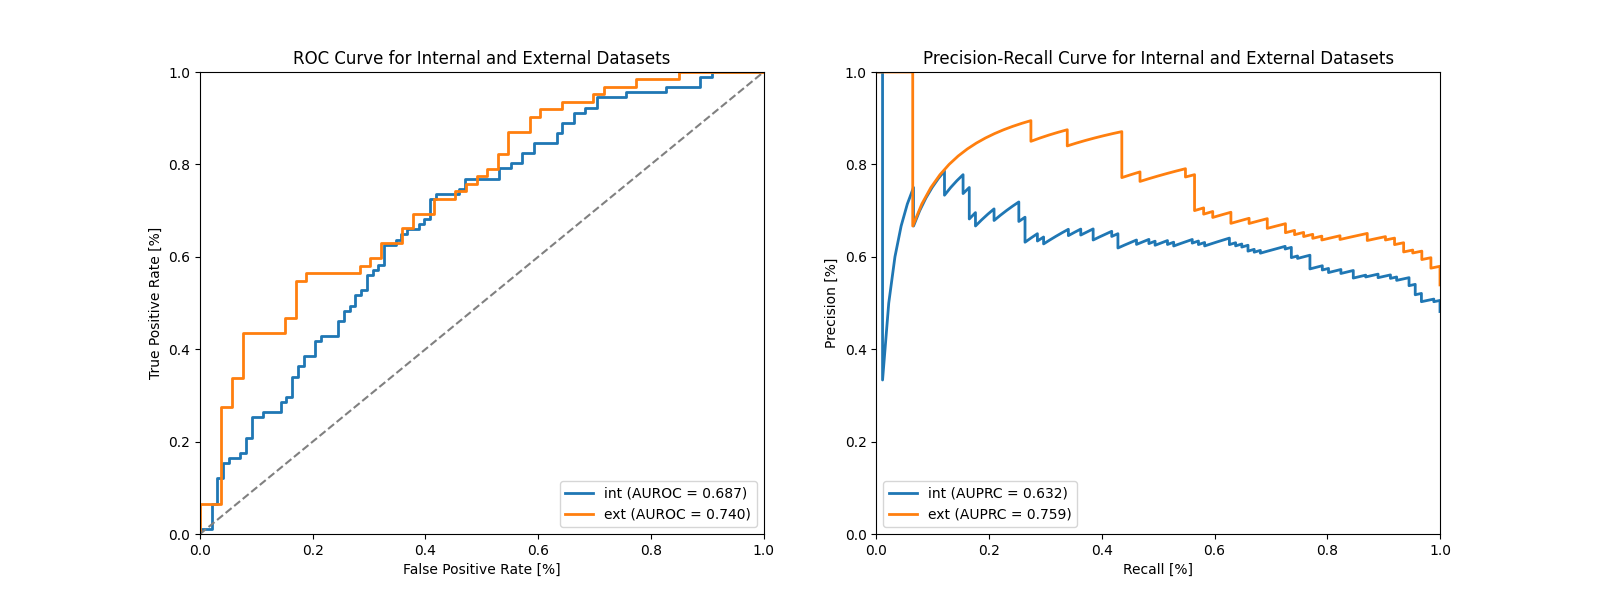 ROC Curve for Internal and External Datasets
True Positive Rate [%]
1.0
0.8
0.6
0.4
0.2
0.0
int (AUROC = 0.687)
ext (AUROC = 0.740)
0.0 0.2 0.4 0.6 0.8 1.0
False Positive Rate [%]
Precision-Recall Curve for Internal and External Datasets
Precision [%]
1.0
0.8
0.6
0.4
0.2
0.0
int (AUPRC = 0.632)
ext (AUPRC = 0.759)
0.0 0.2 0.4 0.6 0.8 1.0
Recall [%]